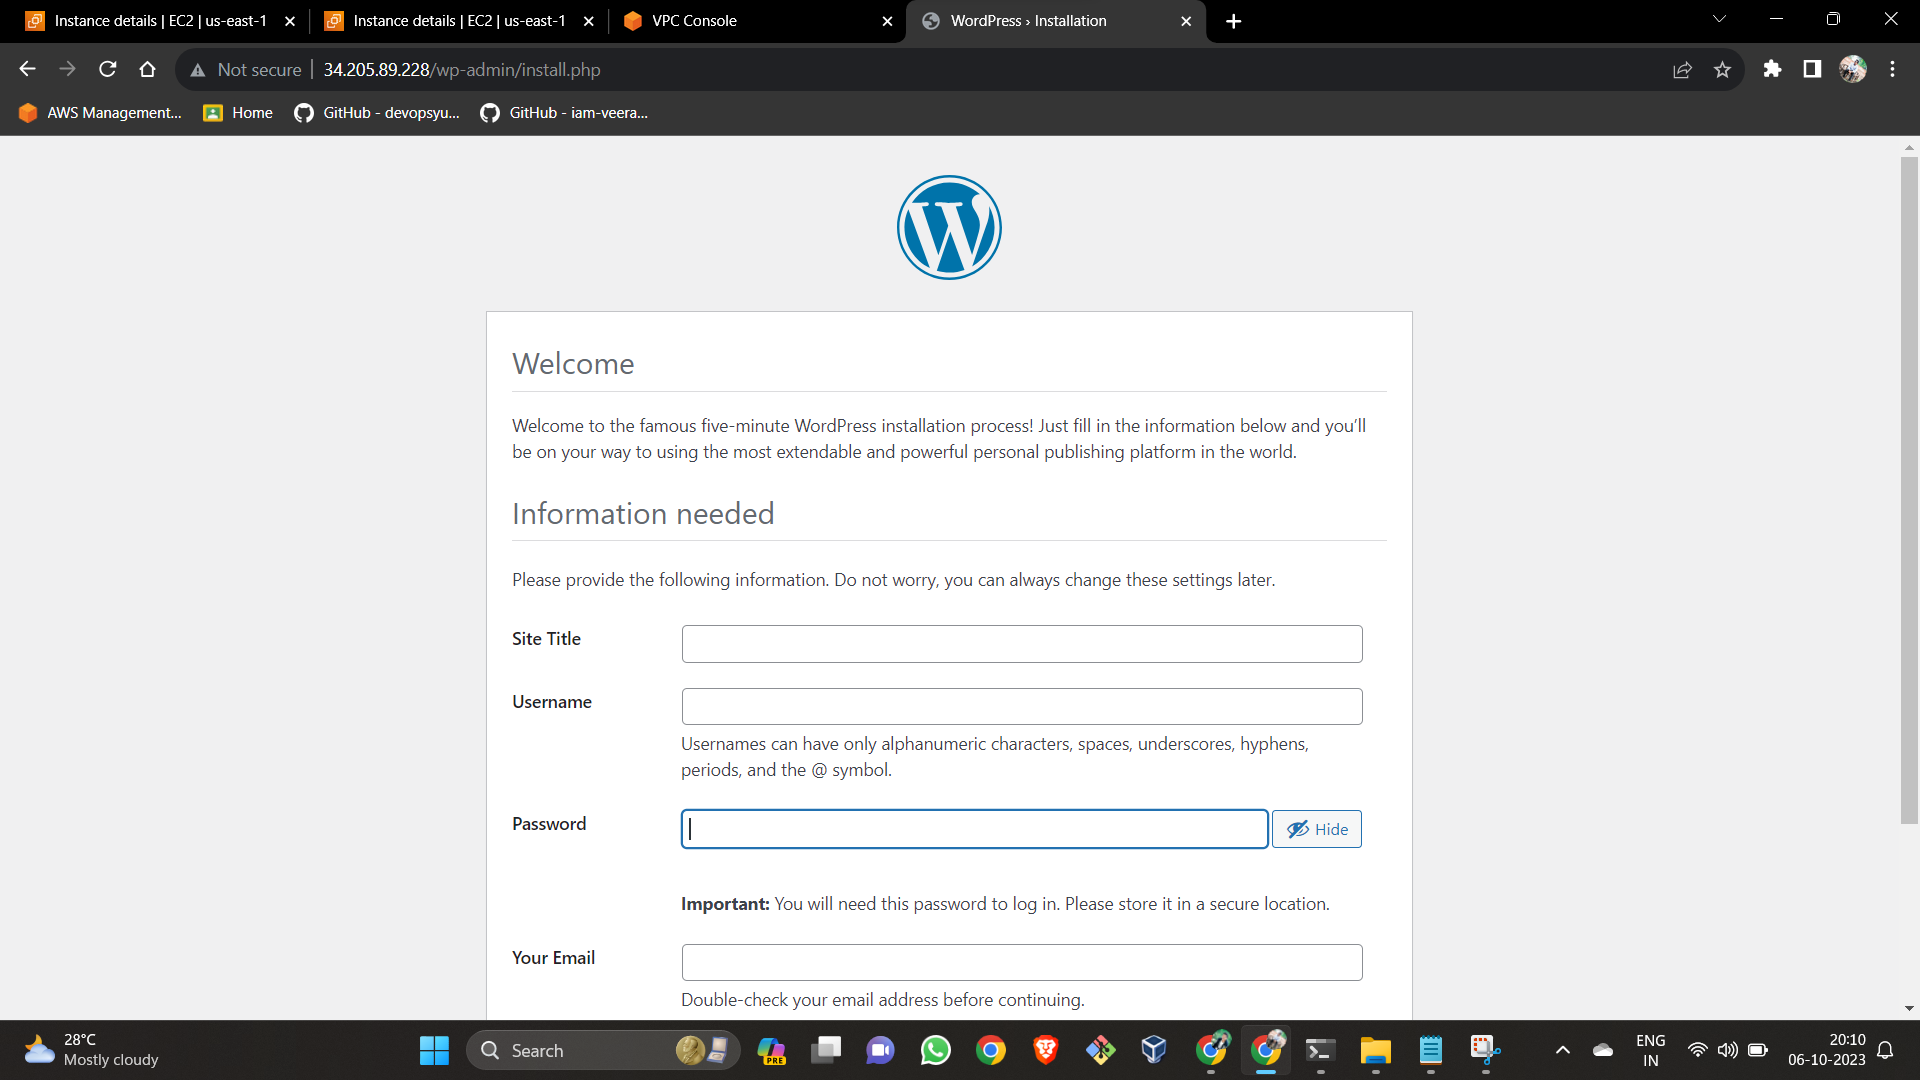 Instance details | EC2 | us-east-1
Instance details | EC2 | us-east-1
VPC Console
WordPress › Installation
Not secure
34.205.89.228/wp-admin/install.php
AWS Management...
Home
GitHub - devopsyu...
GitHub - iam-veera...
Welcome
Welcome to the famous five-minute WordPress installation process! Just fill in the information below and you’ll
be on your way to using the most extendable and powerful personal publishing platform in the world.
Information needed
Please provide the following information. Do not worry, you can always change these settings later.
Site Title
Username
Usernames can have only alphanumeric characters, spaces, underscores, hyphens,
periods, and the @ symbol.
Password
Hide
Important: You will need this password to log in. Please store it in a secure location.
Your Email
Double-check your email address before continuing.
28°C
Mostly cloudy
Search
PRE
ENG
IN
20:10
06-10-2023